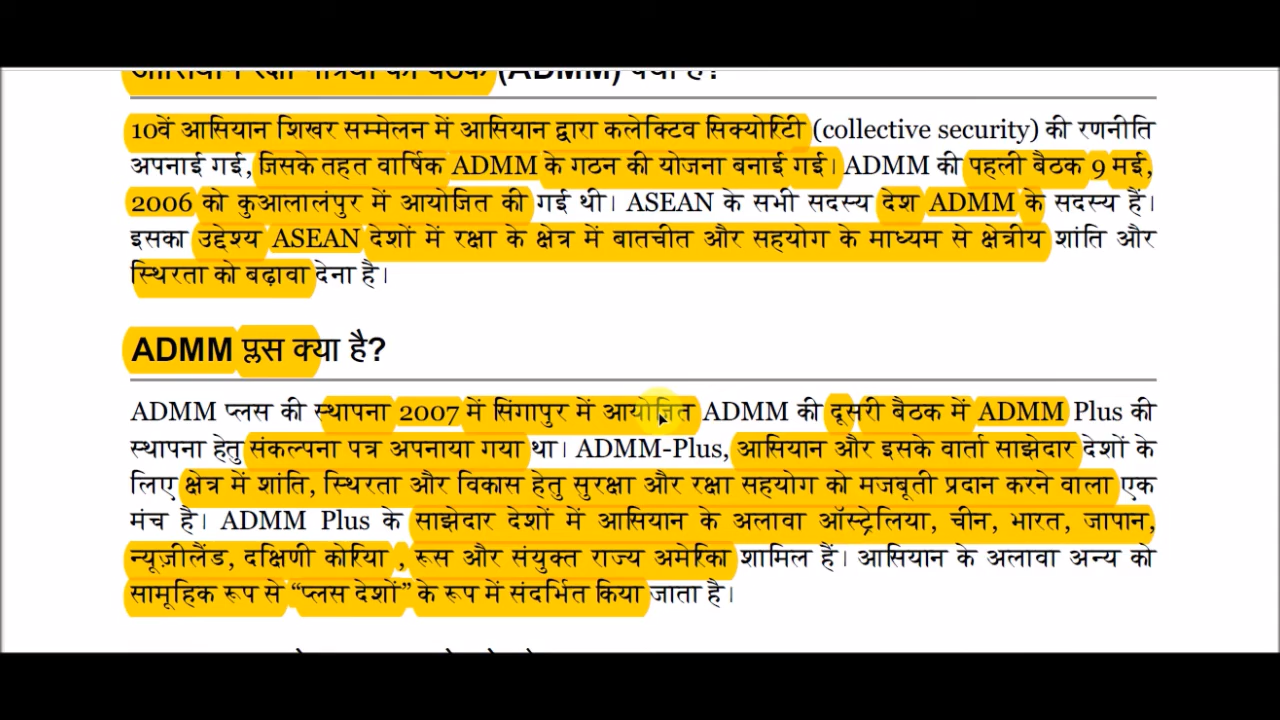 आसियान रक्षा मंत्रियों की बैठक (ADMM) क्या है?
10वें आसियान शिखर सम्मेलन में आसियान द्वारा कलेक्टिव सिक्योरिटी (collective security) की रणनीति
अपनाई गई, जिसके तहत वार्षिक ADMM के गठन की योजना बनाई गई। ADMM की पहली बैठक 9 मई,
2006 को कुआलालंपुर में आयोजित की गई थी। ASEAN के सभी सदस्य देश ADMM के सदस्य हैं।
इसका उद्देश्य ASEAN देशों में रक्षा के क्षेत्र में बातचीत और सहयोग के माध्यम से क्षेत्रीय शांति और
स्थिरता को बढ़ावा देना है।
ADMM प्लस क्या है?
ADMM प्लस की स्थापना 2007 में सिंगापुर में आयोजित ADMM की दूसरी बैठक में ADMM Plus की
स्थापना हेतु संकल्पना पत्र अपनाया गया था। ADMM-Plus, आसियान और इसके वार्ता साझेदार देशों के
लिए क्षेत्र में शांति, स्थिरता और विकास हेतु सुरक्षा और रक्षा सहयोग को मजबूती प्रदान करने वाला एक
मंच है। ADMM Plus के साझेदार देशों में आसियान के अलावा ऑस्ट्रेलिया, चीन, भारत, जापान,
न्यूज़ीलैंड, दक्षिणी कोरिया , रूस और संयुक्त राज्य अमेरिका शामिल हैं। आसियान के अलावा अन्य को
सामूहिक रूप से “प्लस देशों” के रूप में संदर्भित किया जाता है।